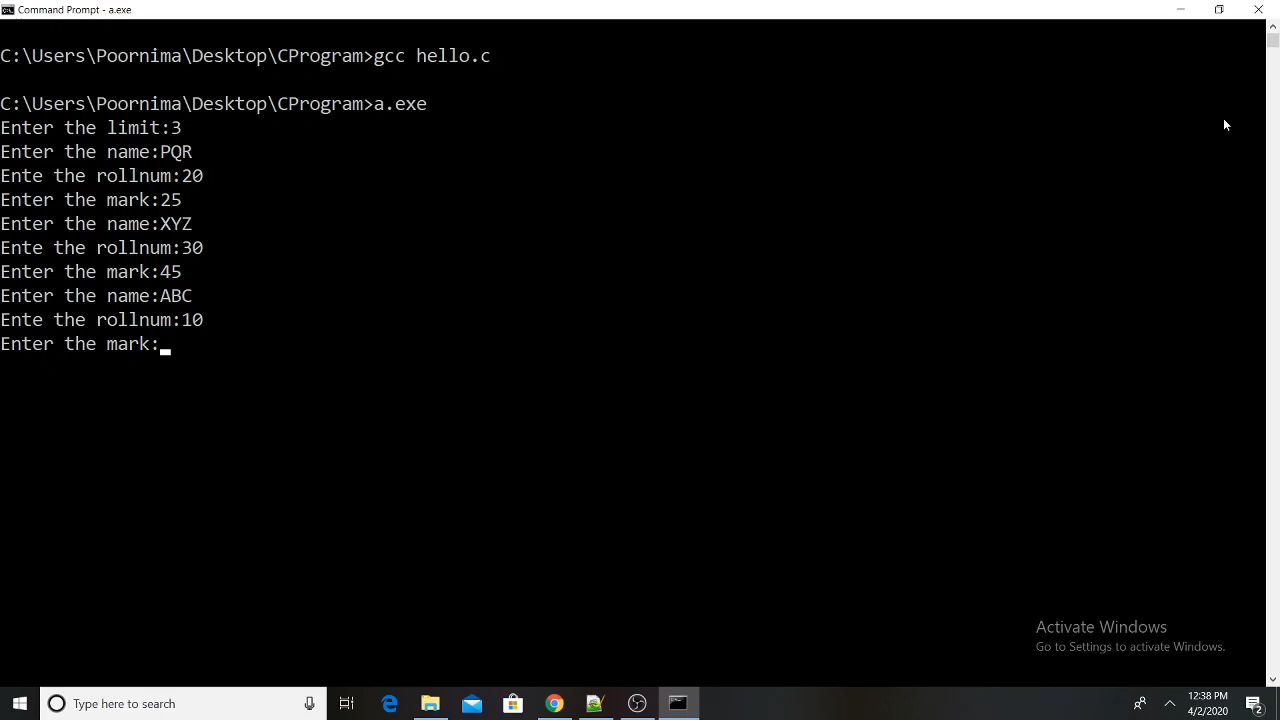 Command Prompt - a.exe
C:\Users\Poornima\Desktop\CProgram>gcc hello.c
C:\Users\Poornima\Desktop\CProgram>a.exe
Enter the limit:3
Enter the name:PQR
Ente the rollnum:20
Enter the mark:25
Enter the name:XYZ
Ente the rollnum:30
Enter the mark:45
Enter the name:ABC
Ente the rollnum:10
Enter the mark:
Activate Windows
Go to Settings to activate Windows.
Type here to search
12:38 PM
4/2/2020
2